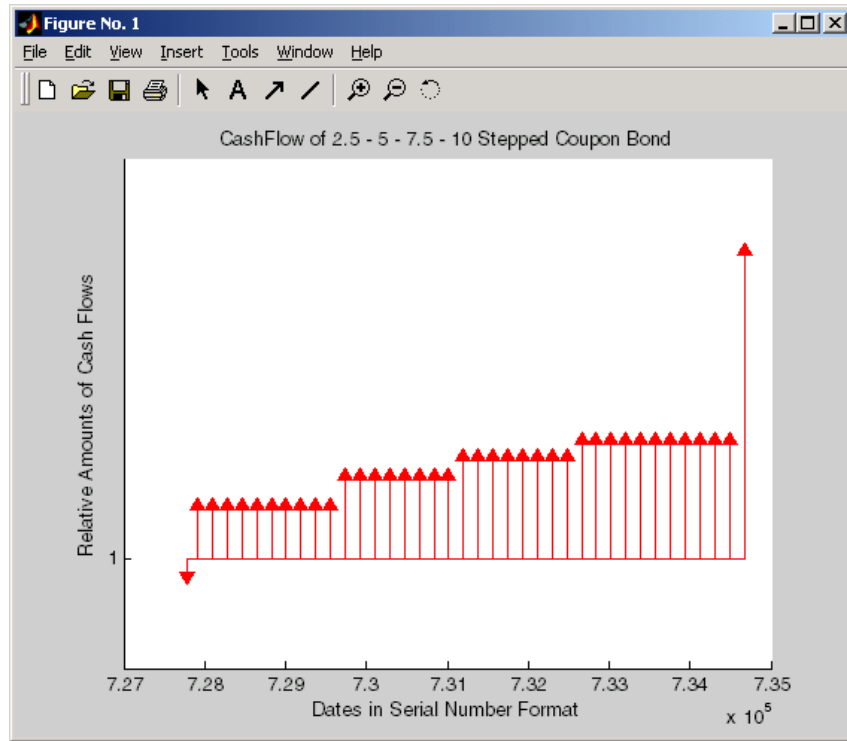 Figure No. 1
File Edit View Insert Tools Window Help
A
CashFlow of 2.5 - 5 - 7.5 - 10 Stepped Coupon Bond
Relative Amounts of Cash Flows
1
7.27 7.28 7.29 7.3 7.31 7.32 7.33 7.34 7.35
Dates in Serial Number Format
x 10⁵